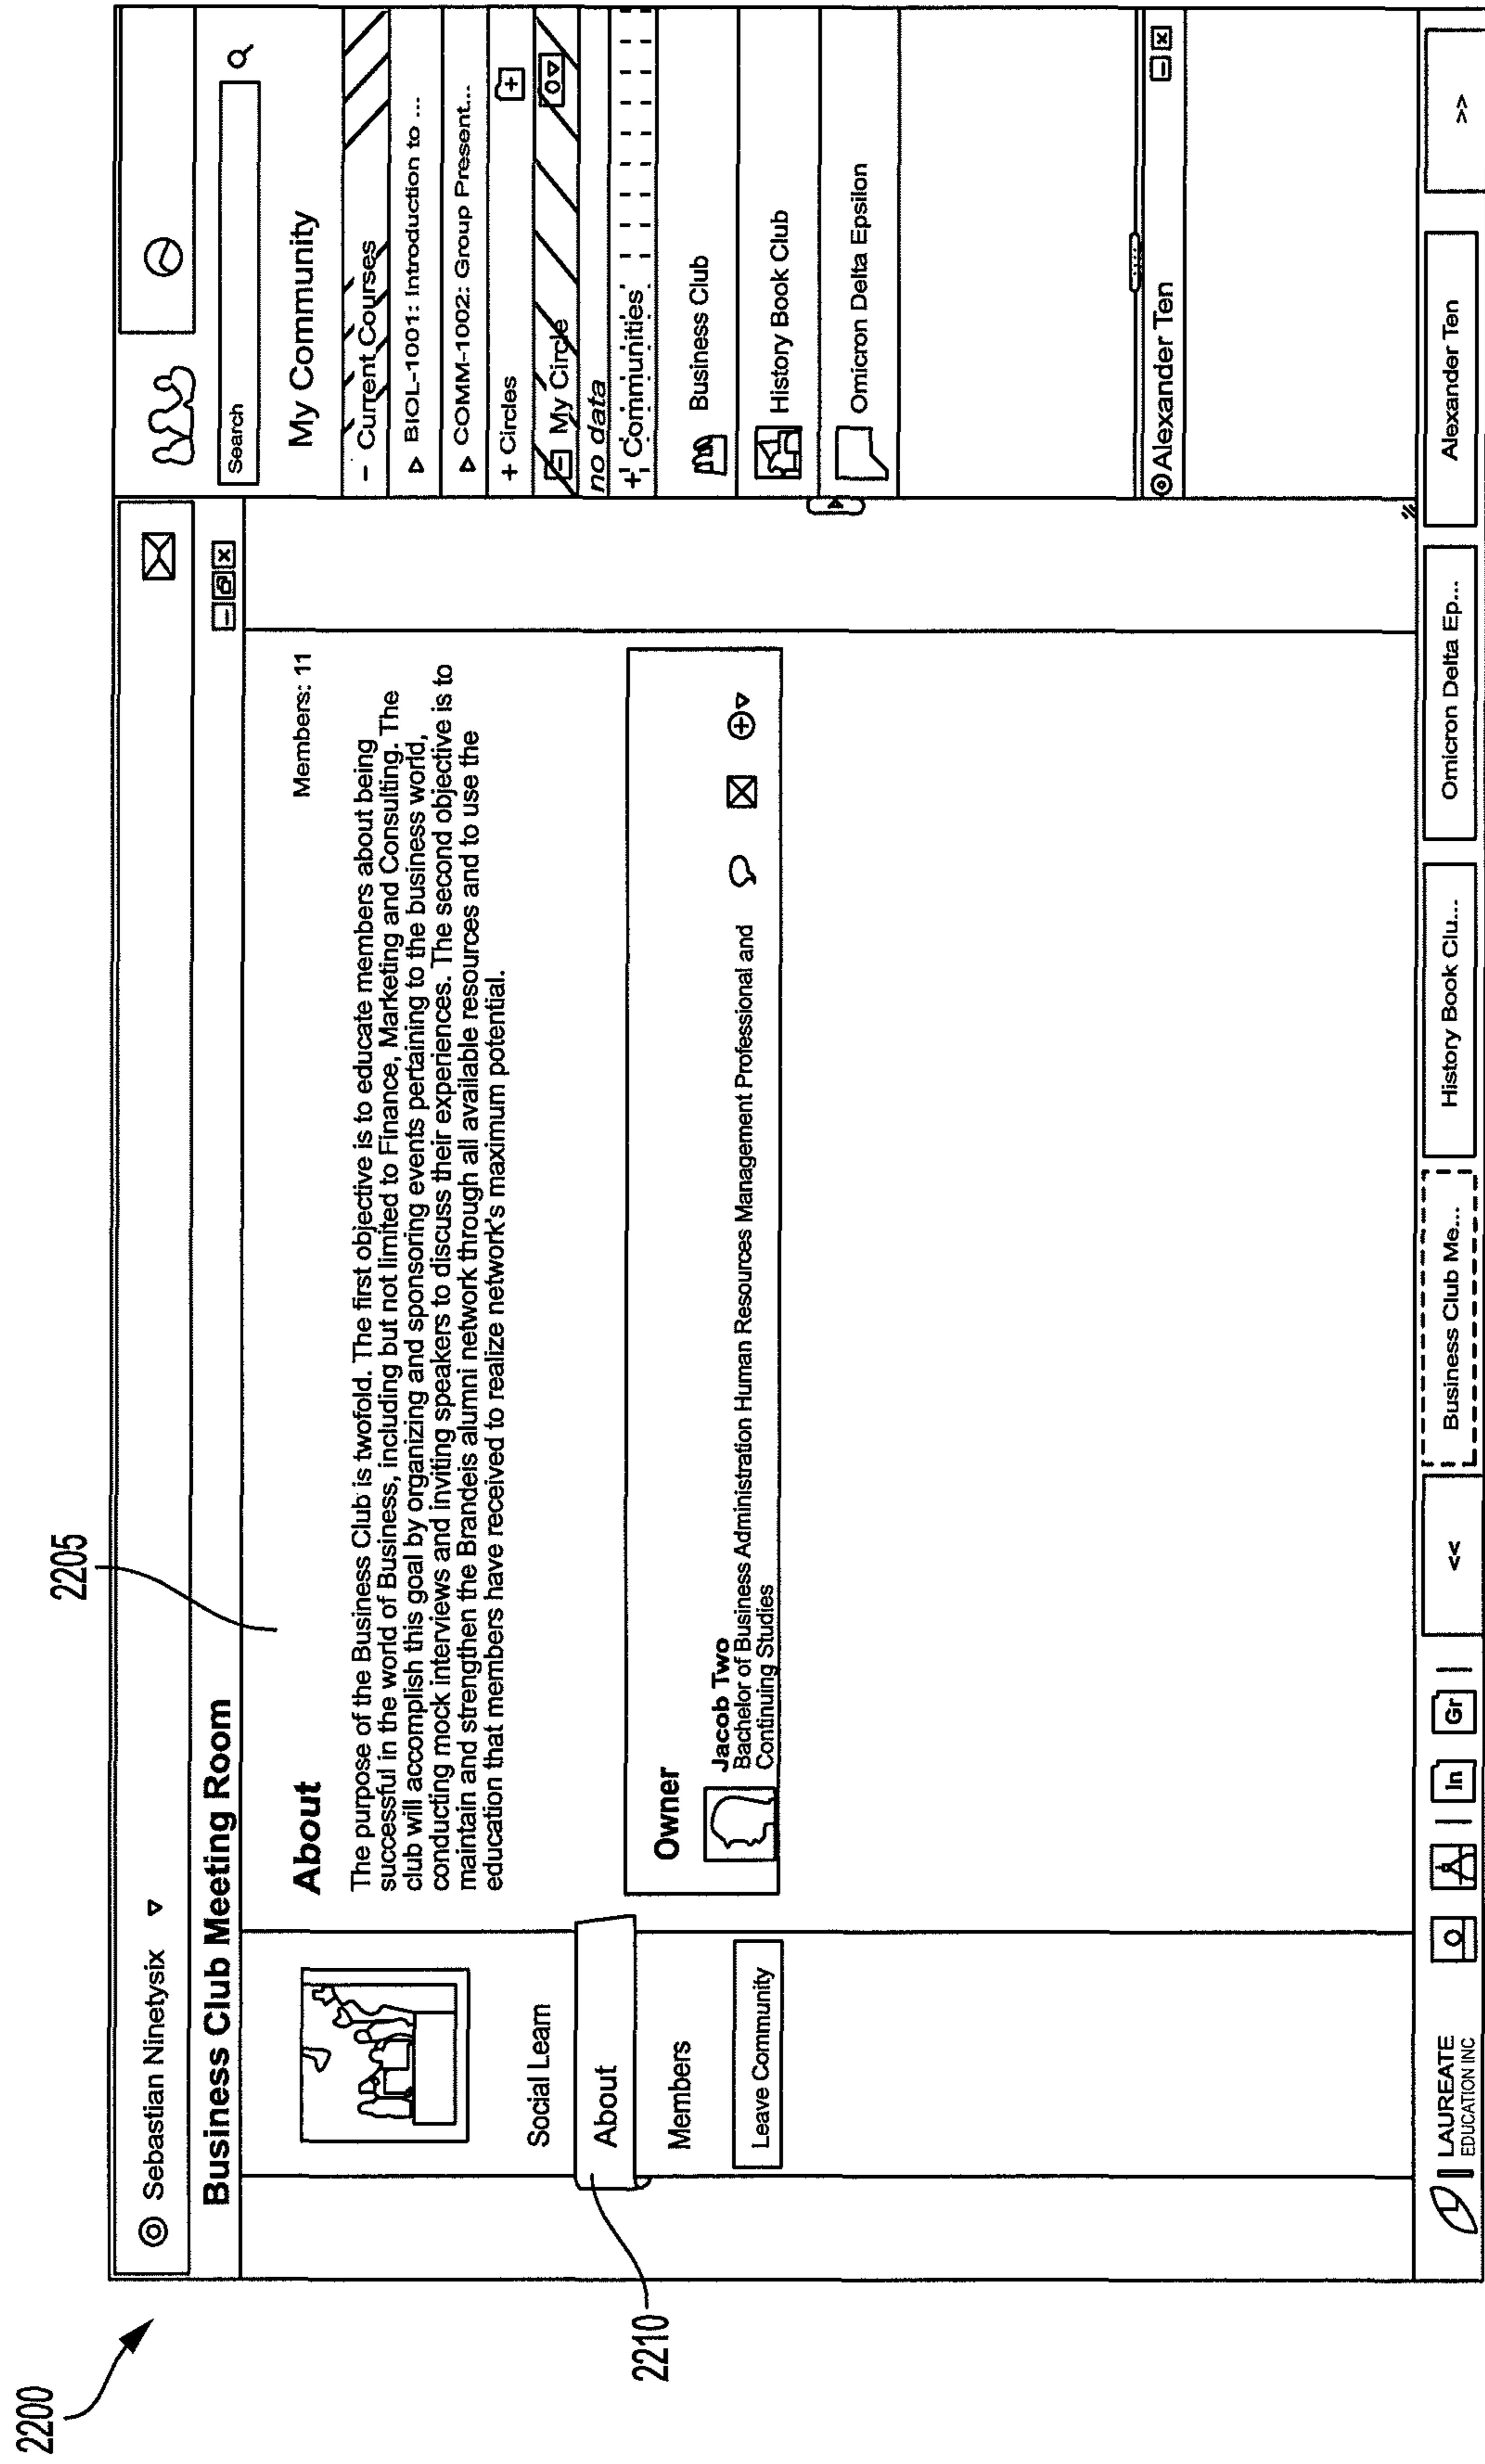 2200
2205
2210
Sebastian Ninetysix
Business Club Meeting Room
Social Learn
About
Members
Leave Community
About
Members: 11
The purpose of the Business Club is twofold. The first objective is to educate members about being
successful in the world of Business, including but not limited to Finance, Marketing and Consulting. The
club will accomplish this goal by organizing and sponsoring events pertaining to the business world,
conducting mock interviews and inviting speakers to discuss their experiences. The second objective is to
maintain and strengthen the Brandeis alumni network through all available resources and to use the
education that members have received to realize network's maximum potential.
Owner
Jacob Two
Bachelor of Business Administration Human Resources Management Professional and
Continuing Studies
Search
My Community
- Current Courses
BIOL-1001: Introduction to ...
COMM-1002: Group Present...
+ Circles
My Circle
no data
+ Communities
Business Club
History Book Club
Omicron Delta Epsilon
Alexander Ten
LAUREATE
EDUCATION INC
In
Gr
<<
Business Club Me...
History Book Clu...
Omicron Delta Ep...
Alexander Ten
>>